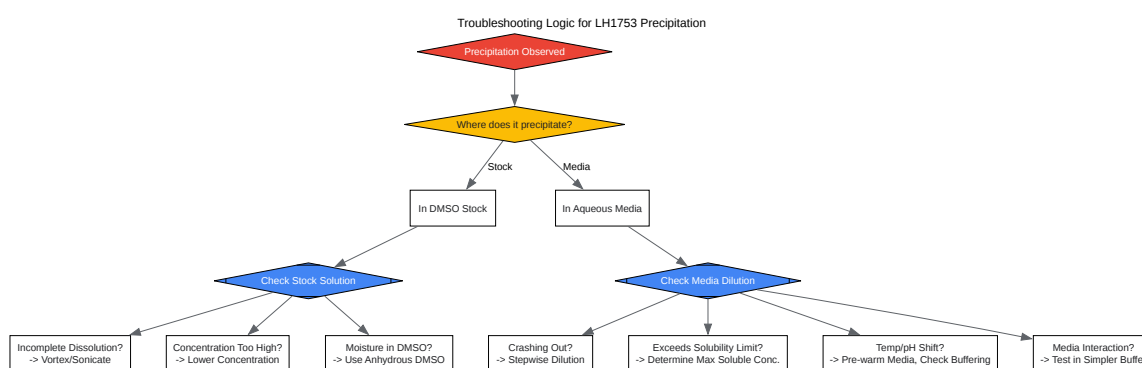 Troubleshooting Logic for LH1753 Precipitation
Precipitation Observed
Where does it precipitate?
Stock
Media
In DMSO Stock
In Aqueous Media
Check Stock Solution
Check Media Dilution
Incomplete Dissolution?
-> Vortex/Sonicate
Concentration Too High?
-> Lower Concentration
Moisture in DMSO?
-> Use Anhydrous DMSO
Crashing Out?
-> Stepwise Dilution
Exceeds Solubility Limit?
-> Determine Max Soluble Conc.
Temp/pH Shift?
-> Pre-warm Media, Check Buffering
Media Interaction?
-> Test in Simpler Buffe